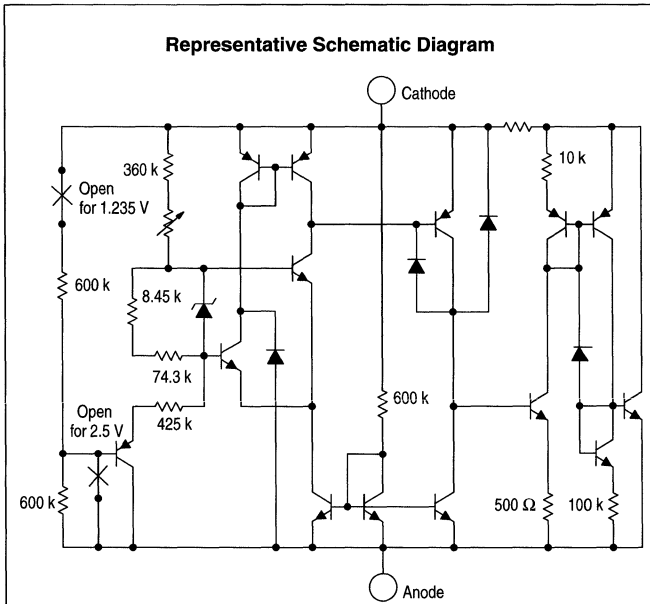 Representative Schematic Diagram
Cathode
360 k
10 k
Open
for 1.235 V
600 k
8.45 k
74.3 k
600 k
Open
for 2.5 V
425 k
600 k
500 Ω
100 k
Anode